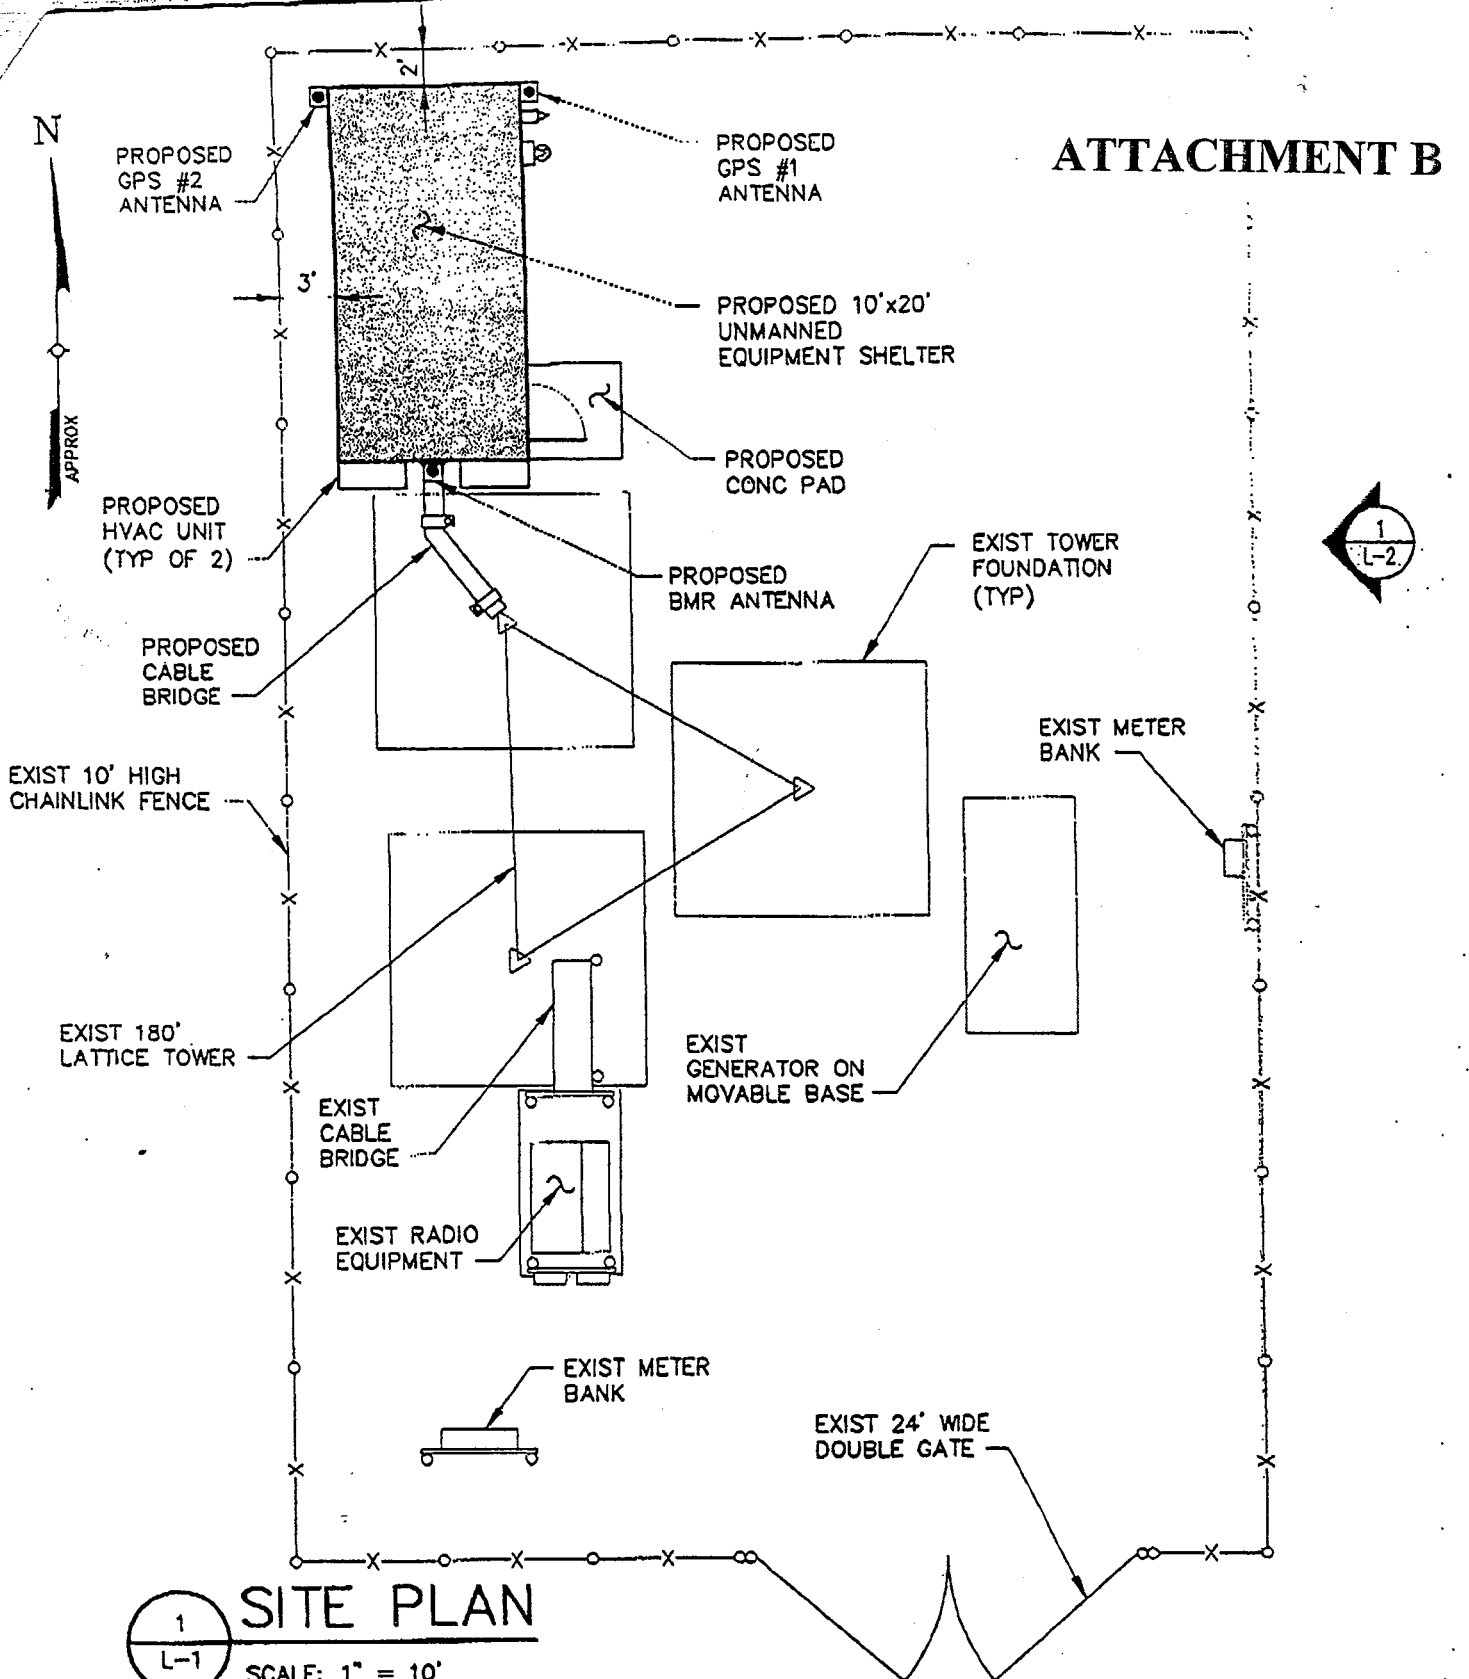 2'
N
ATTACHMENT B
PROPOSED
GPS #2
ANTENNA
PROPOSED
GPS #1
ANTENNA
3'
PROPOSED 10'x20'
UNMANNED
EQUIPMENT SHELTER
APPROX
PROPOSED
CONC PAD
PROPOSED
HVAC UNIT
(TYP OF 2)
EXIST TOWER
FOUNDATION
(TYP)
1
L-2
PROPOSED
BMR ANTENNA
PROPOSED
CABLE
BRIDGE
EXIST METER
BANK
EXIST 10' HIGH
CHAINLINK FENCE
EXIST 180'
LATTICE TOWER
EXIST
GENERATOR ON
MOVABLE BASE
EXIST
CABLE
BRIDGE
EXIST RADIO
EQUIPMENT
EXIST METER
BANK
EXIST 24' WIDE
DOUBLE GATE
1
L-1
SITE PLAN
SCALE: 1" = 10'